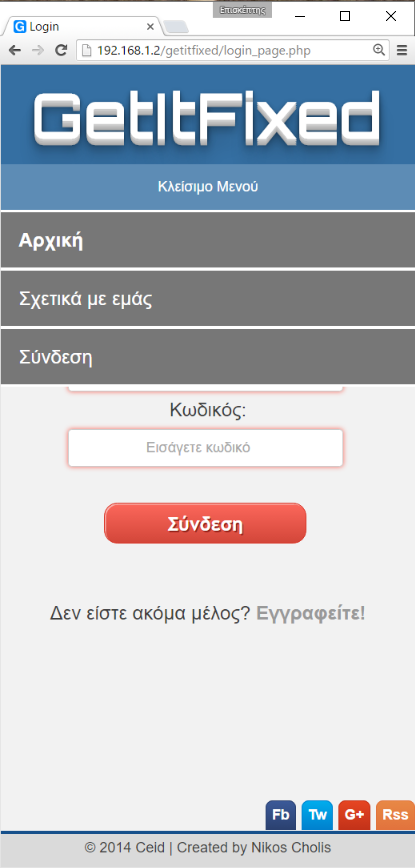 Επισκέπτης
Login
192.168.1.2/getitfixed/login_page.php
GetItFixed
Κλείσιμο Μενού
Αρχική
Σχετικά με εμάς
Σύνδεση
Κωδικός:
Εισάγετε κωδικό
Σύνδεση
Δεν είστε ακόμα μέλος? Εγγραφείτε!
Fb Tw G+ Rss
© 2014 Ceid | Created by Nikos Cholis